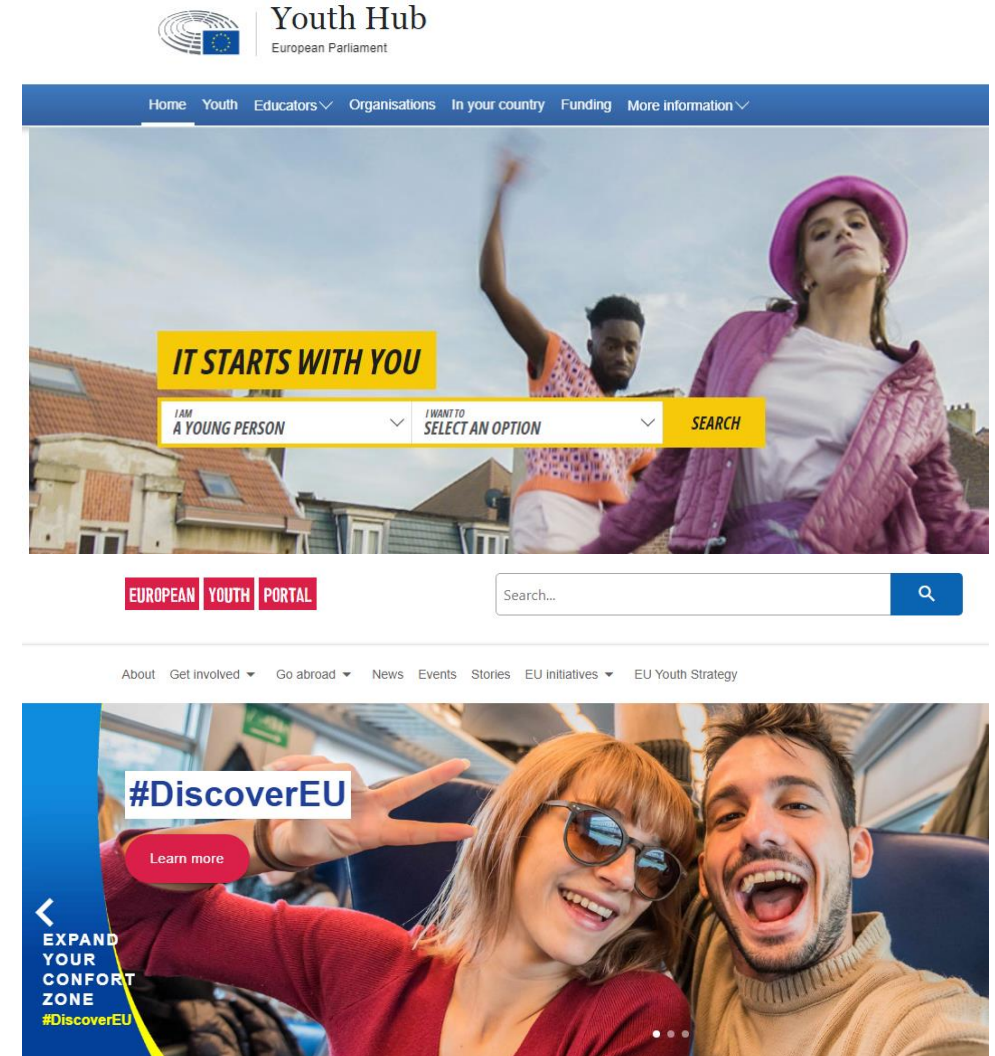 Youth Hub
European Parliament
Home Youth Educators Organisations In your country Funding More information
IT STARTS WITH YOU
I AM
A YOUNG PERSON
I WANT TO
SELECT AN OPTION
SEARCH
EUROPEAN YOUTH PORTAL
Search...
About Get involved Go abroad News Events Stories EU initiatives EU Youth Strategy
#DiscoverEU
Learn more
EXPAND
YOUR
CONFORT
ZONE
#DiscoverEU